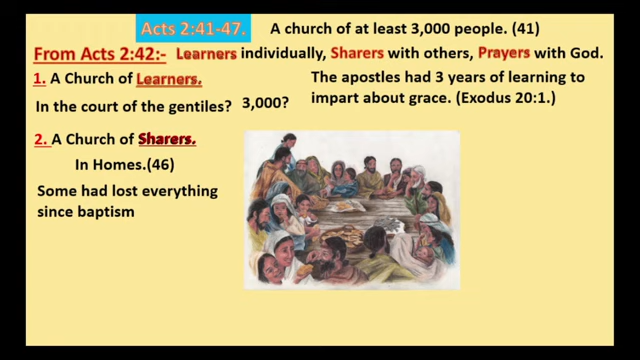 Acts 2:41-47. A church of at least 3,000 people. (41)
From Acts 2:42:- Learners individually, Sharers with others, Prayers with God.
1. A Church of Learners.
The apostles had 3 years of learning to
impart about grace. (Exodus 20:1.)
In the court of the gentiles? 3,000?
2. A Church of Sharers.
In Homes.(46)
Some had lost everything
since baptism